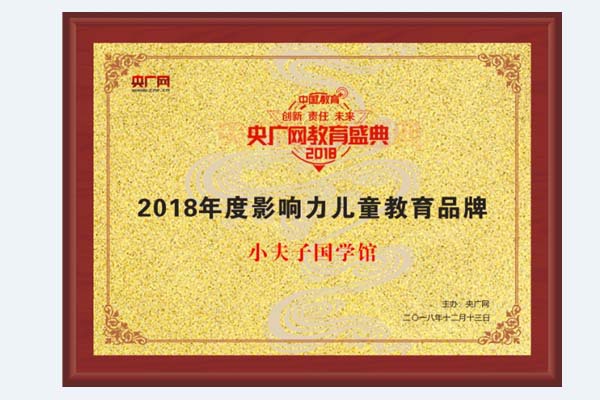 央广网
www.cnr.cn
中国教育
创新 责任 未来
央广网教育盛典
2018
2018年度影响力儿童教育品牌
小夫子国学馆
主办：央广网
二〇一八年十二月十三日